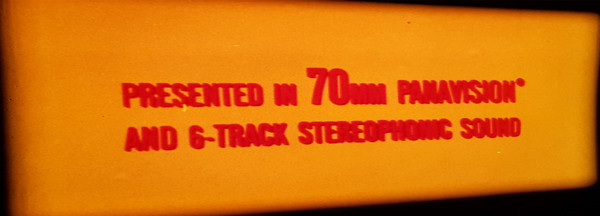 PRESENTED IN 70MM PANAVISION®
AND 6-TRACK STEREOPHONIC SOUND